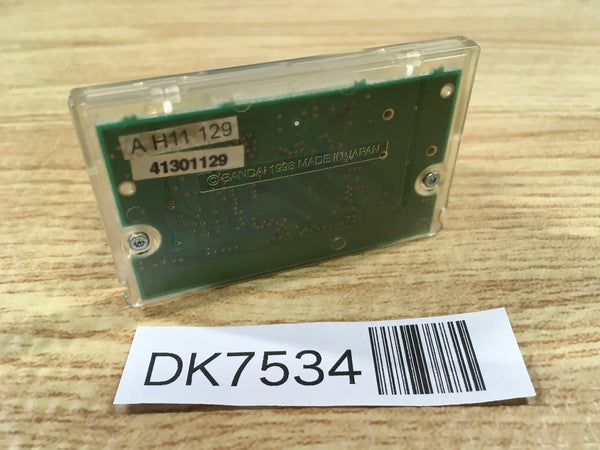 A H11 129
41301129
©BANDAI 1998 MADE IN JAPAN
DK7534